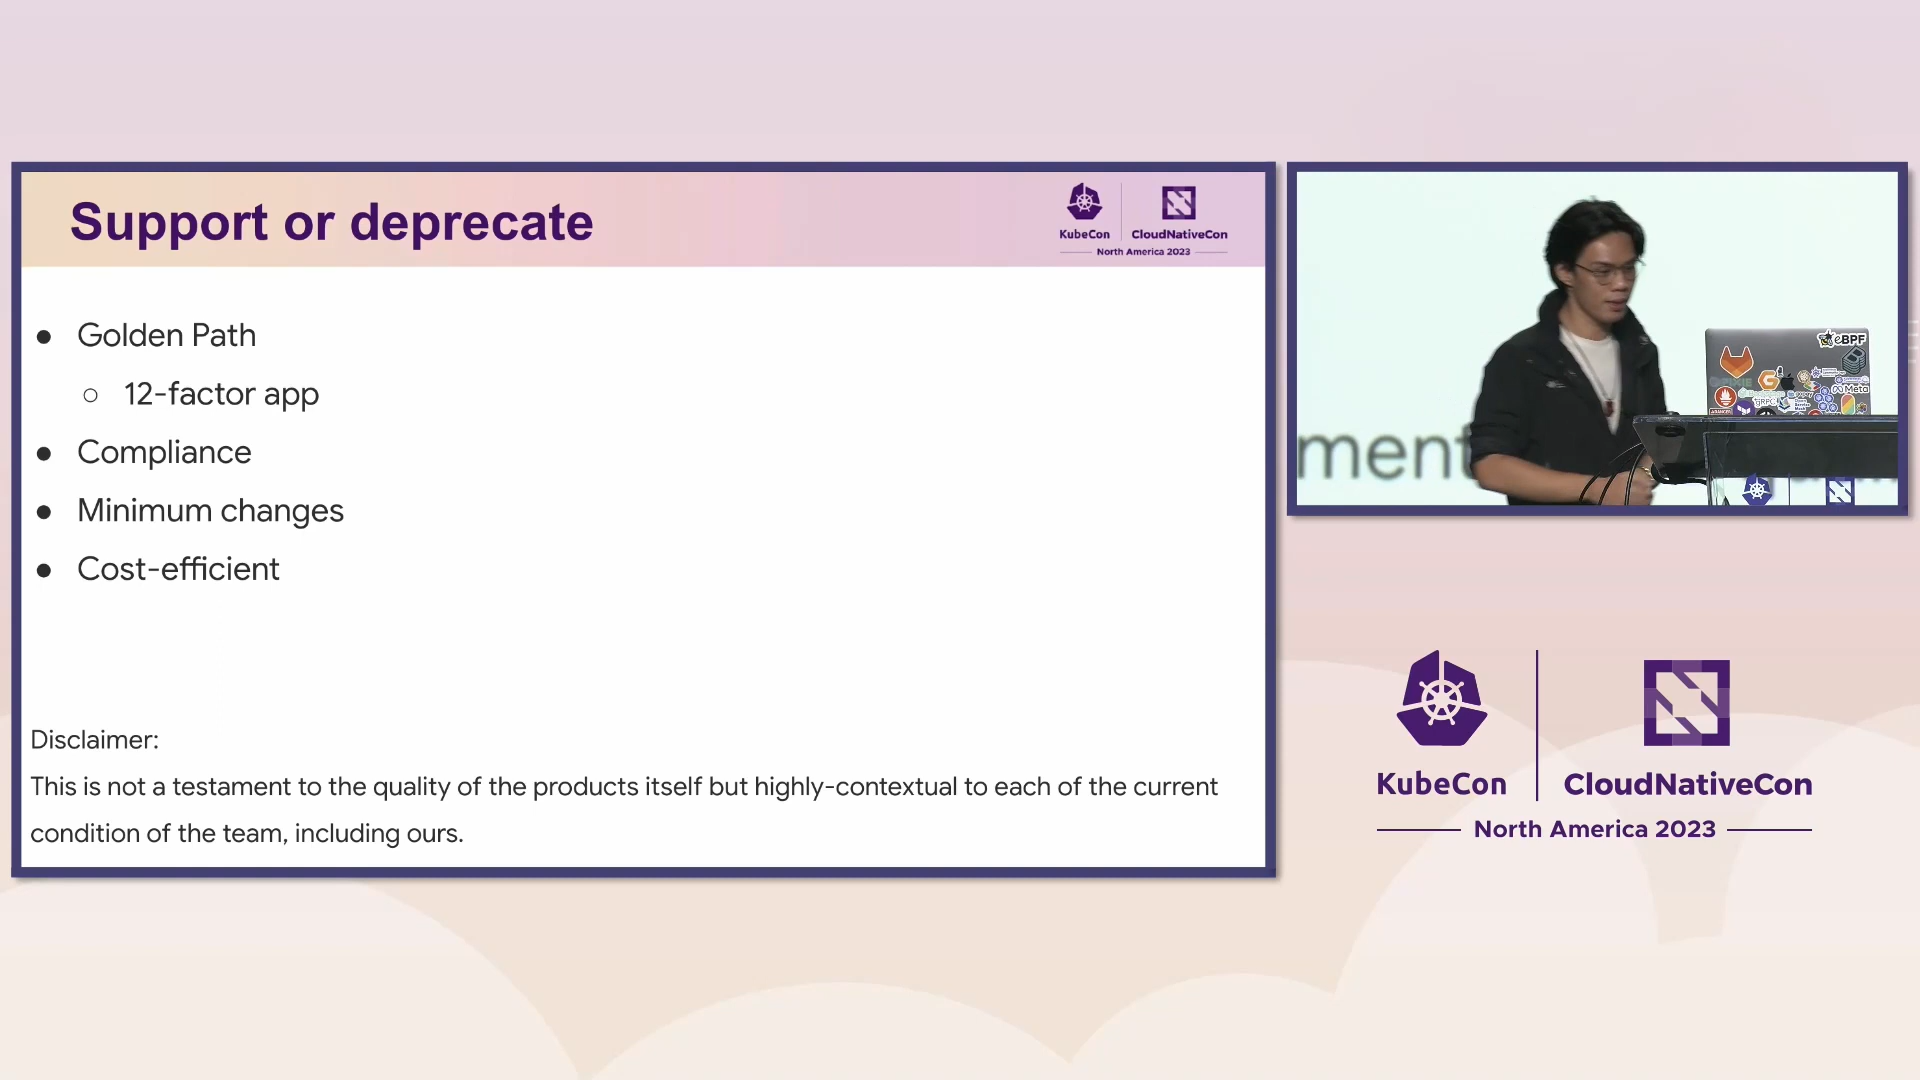 Support or deprecate
KubeCon
CloudNativeCon
North America 2023
● Golden Path
○ 12-factor app
● Compliance
● Minimum changes
● Cost-efficient
Disclaimer:
This is not a testament to the quality of the products itself but highly-contextual to each of the current
condition of the team, including ours.
ment
eBPF
Meta
gRPC
KubeCon
CloudNativeCon
North America 2023